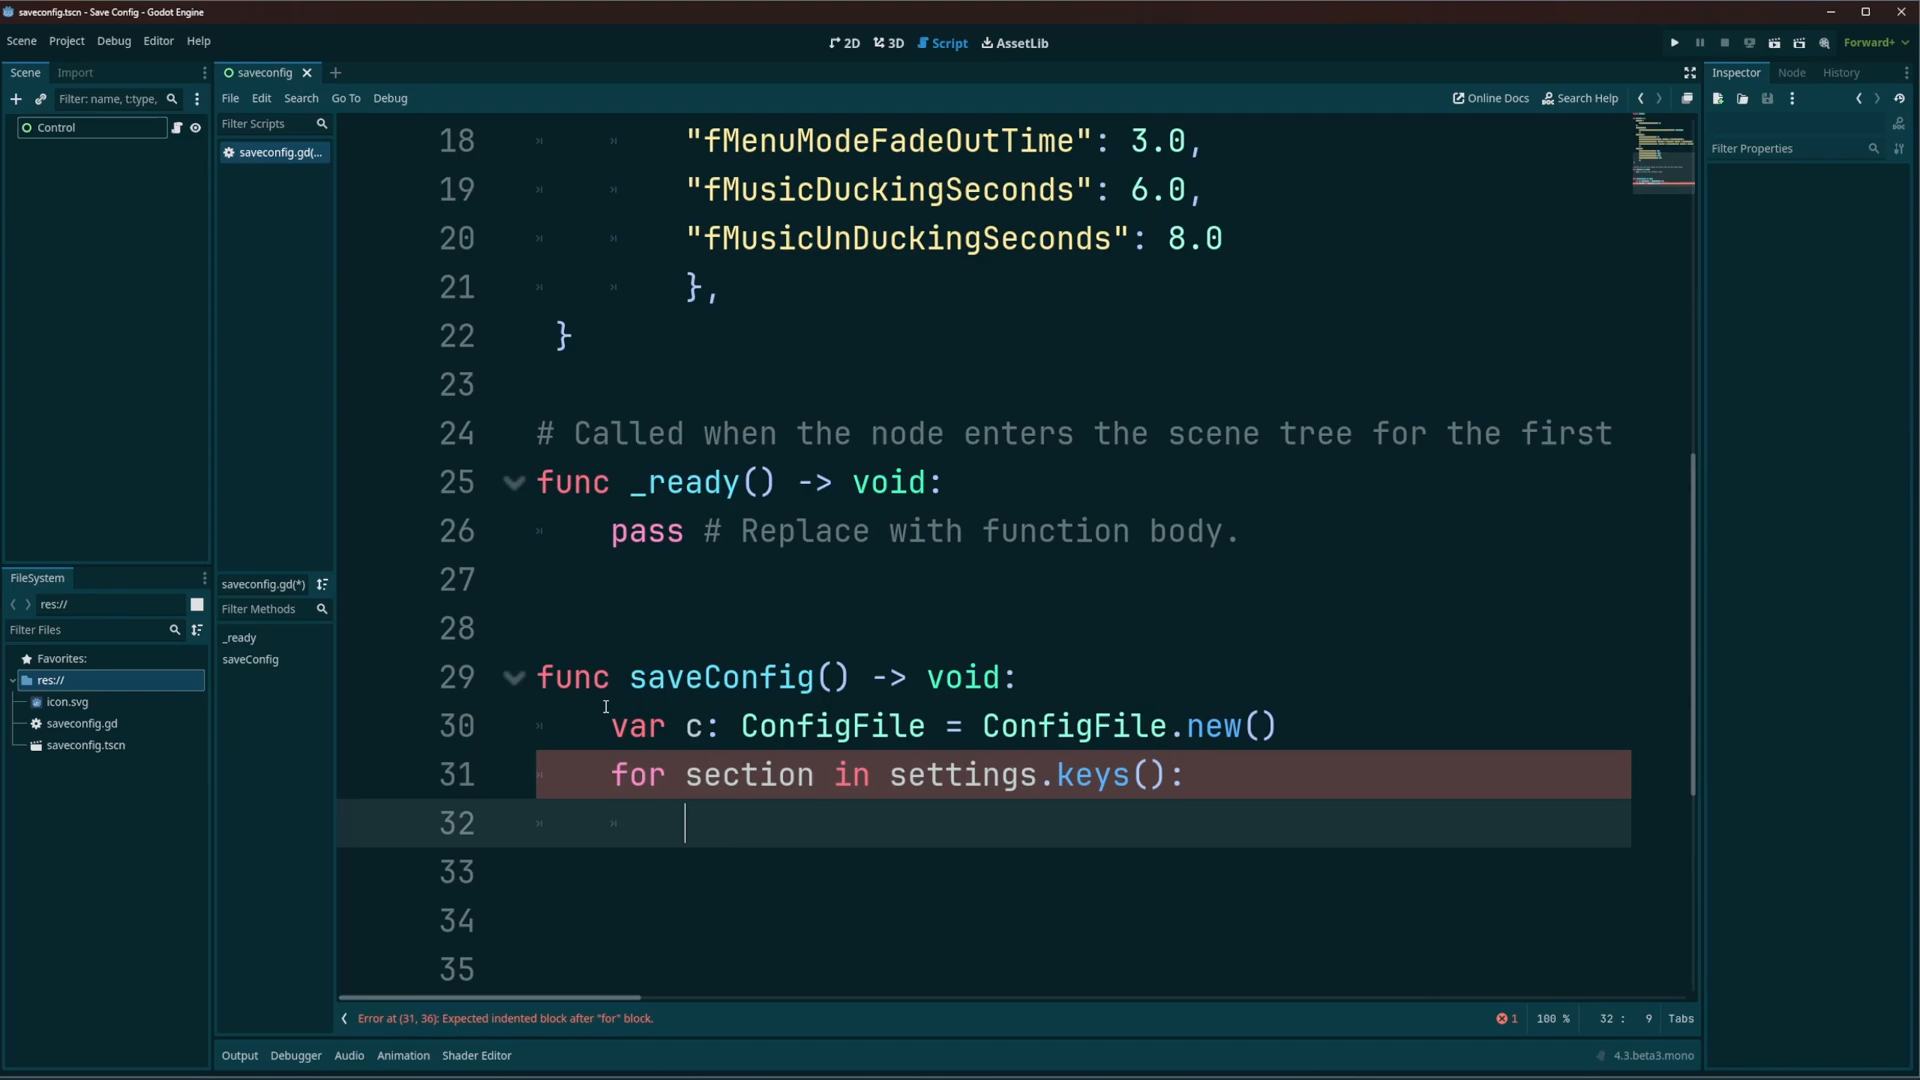 saveconfig.tscn - Save Config - Godot Engine
Scene Project Debug Editor Help
2D 3D Script AssetLib
Forward+
Scene Import
saveconfig
Inspector Node History
Filter: name, t:type,
File Edit Search Go To Debug
Online Docs Search Help
Control
Filter Scripts
saveconfig.gd(...
Filter Properties
18 "fMenuModeFadeOutTime": 3.0,
19 "fMusicDuckingSeconds": 6.0,
20 "fMusicUnDuckingSeconds": 8.0
21 },
22 }
23
24 # Called when the node enters the scene tree for the first
25 func _ready() -> void:
26 pass # Replace with function body.
27
28
29 func saveConfig() -> void:
30 var c: ConfigFile = ConfigFile.new()
31 for section in settings.keys():
32
33
34
35
saveconfig.gd(*)
Filter Methods
_ready
saveConfig
FileSystem
res://
Filter Files
Favorites:
res://
icon.svg
saveconfig.gd
saveconfig.tscn
Error at (31, 36): Expected indented block after "for" block.
1 100 % 32 : 9 Tabs
Output Debugger Audio Animation Shader Editor
4.3.beta3.mono